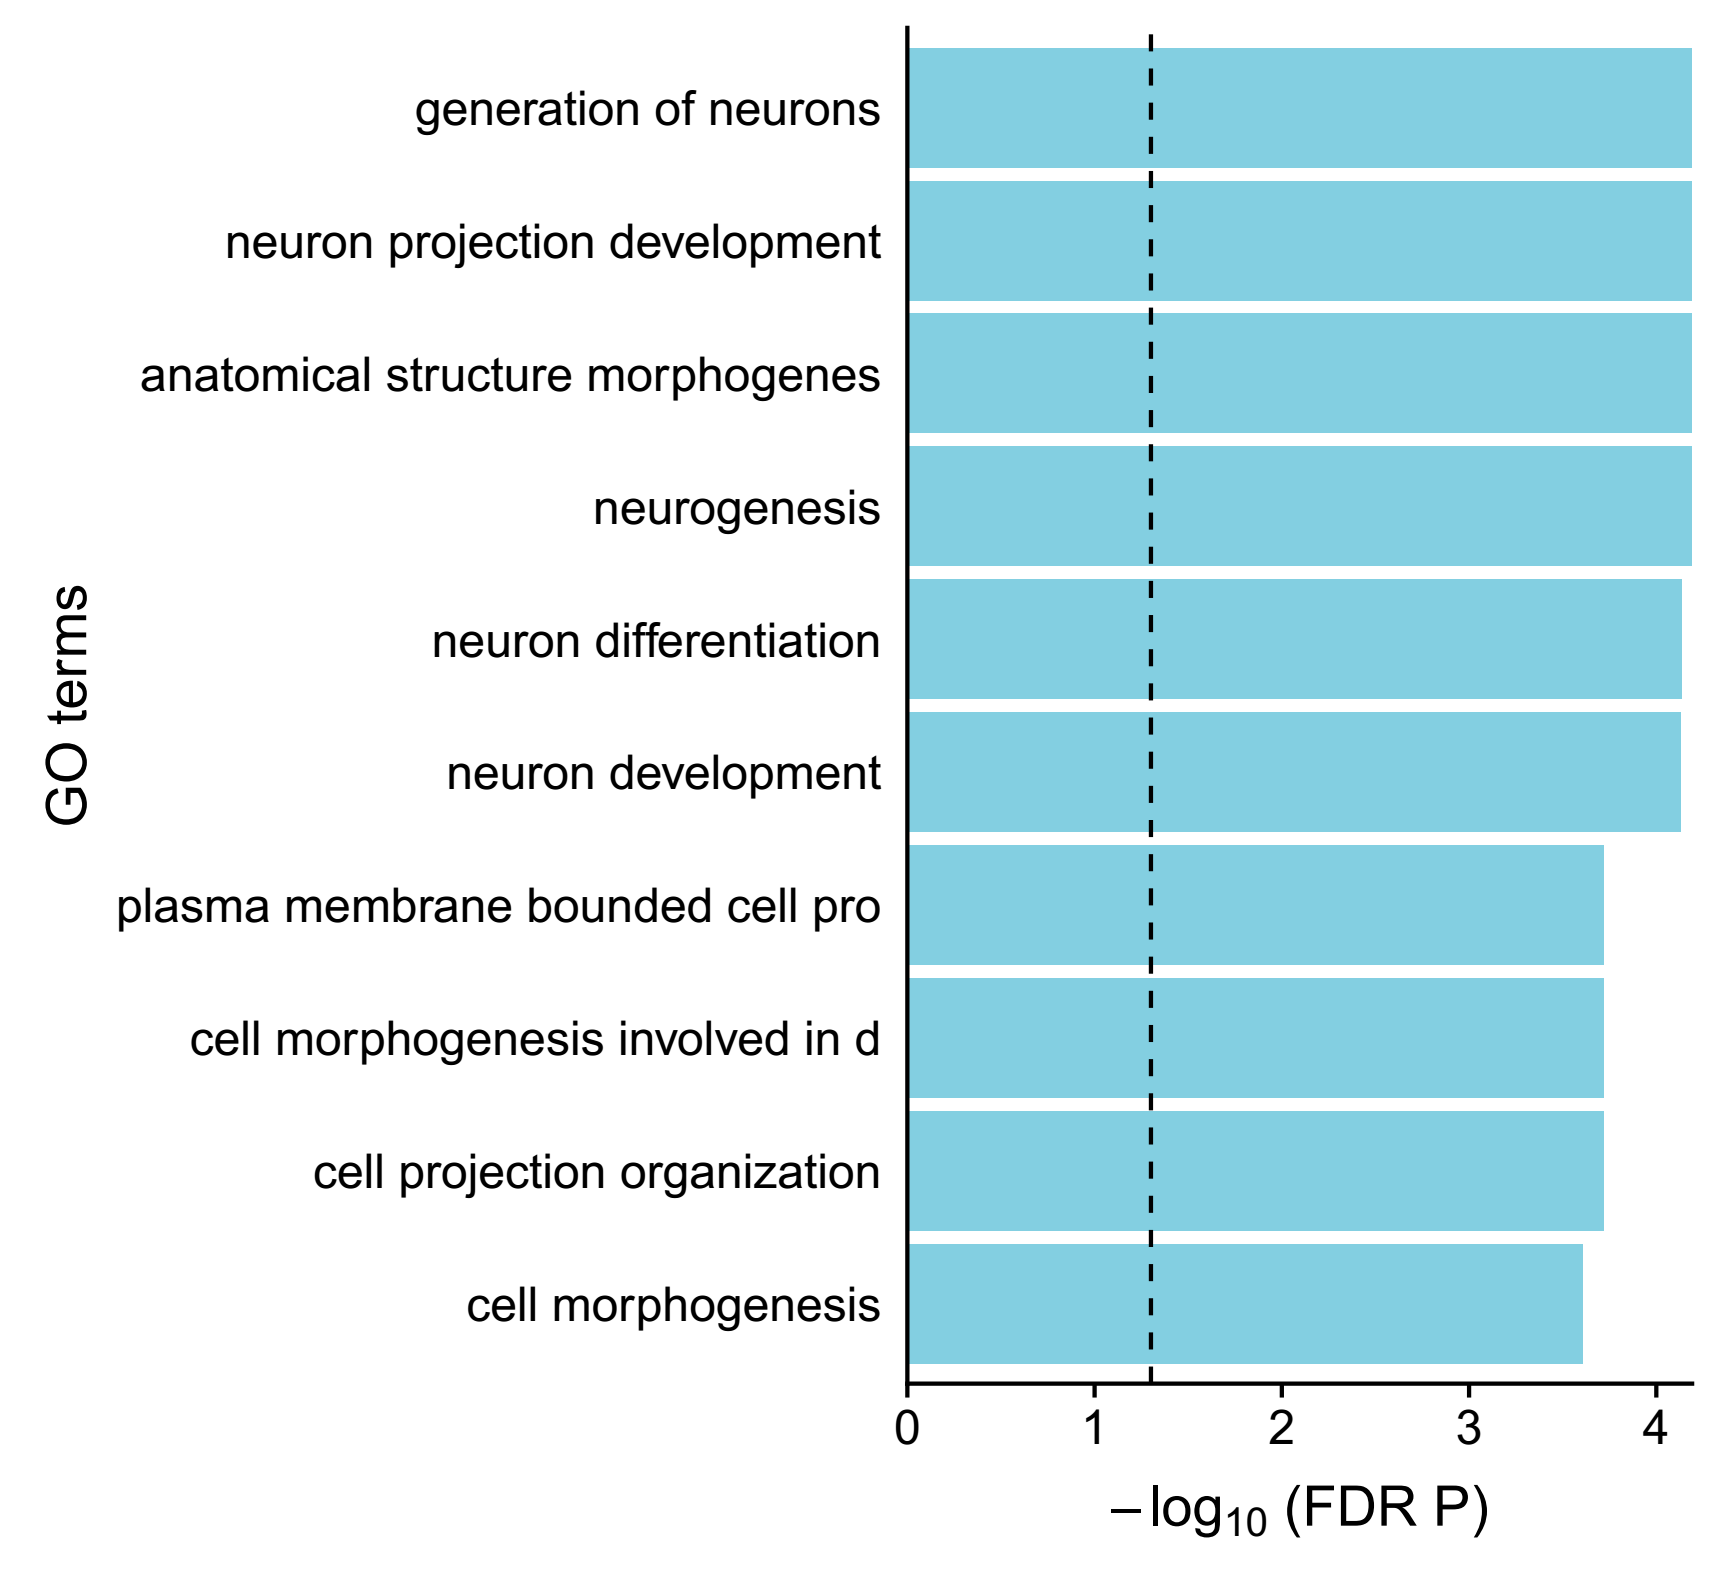 generation of neurons
neuron projection development
anatomical structure morphogenes
neurogenesis
neuron differentiation
neuron development
plasma membrane bounded cell pro
cell morphogenesis involved in d
cell projection organization
cell morphogenesis
GO terms
0 1 2 3 4
−log₁₀ (FDR P)